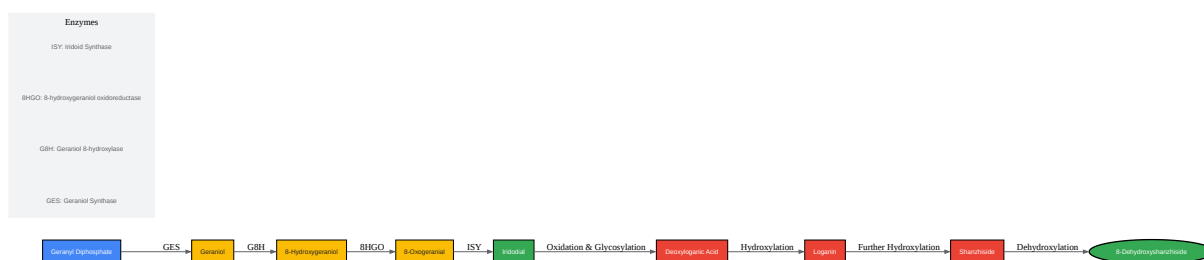 Enzymes
ISY: Iridoid Synthase
8HGO: 8-hydroxygeraniol oxidoreductase
G8H: Geraniol 8-hydroxylase
GES: Geraniol Synthase
Geranyl Diphosphate
GES
Geraniol
G8H
8-Hydroxygeraniol
8HGO
8-Oxogeranial
ISY
Iridodial
Oxidation & Glycosylation
Deoxyloganic Acid
Hydroxylation
Loganin
Further Hydroxylation
Shanzhiside
Dehydroxylation
8-Dehydroxyshanzhiside